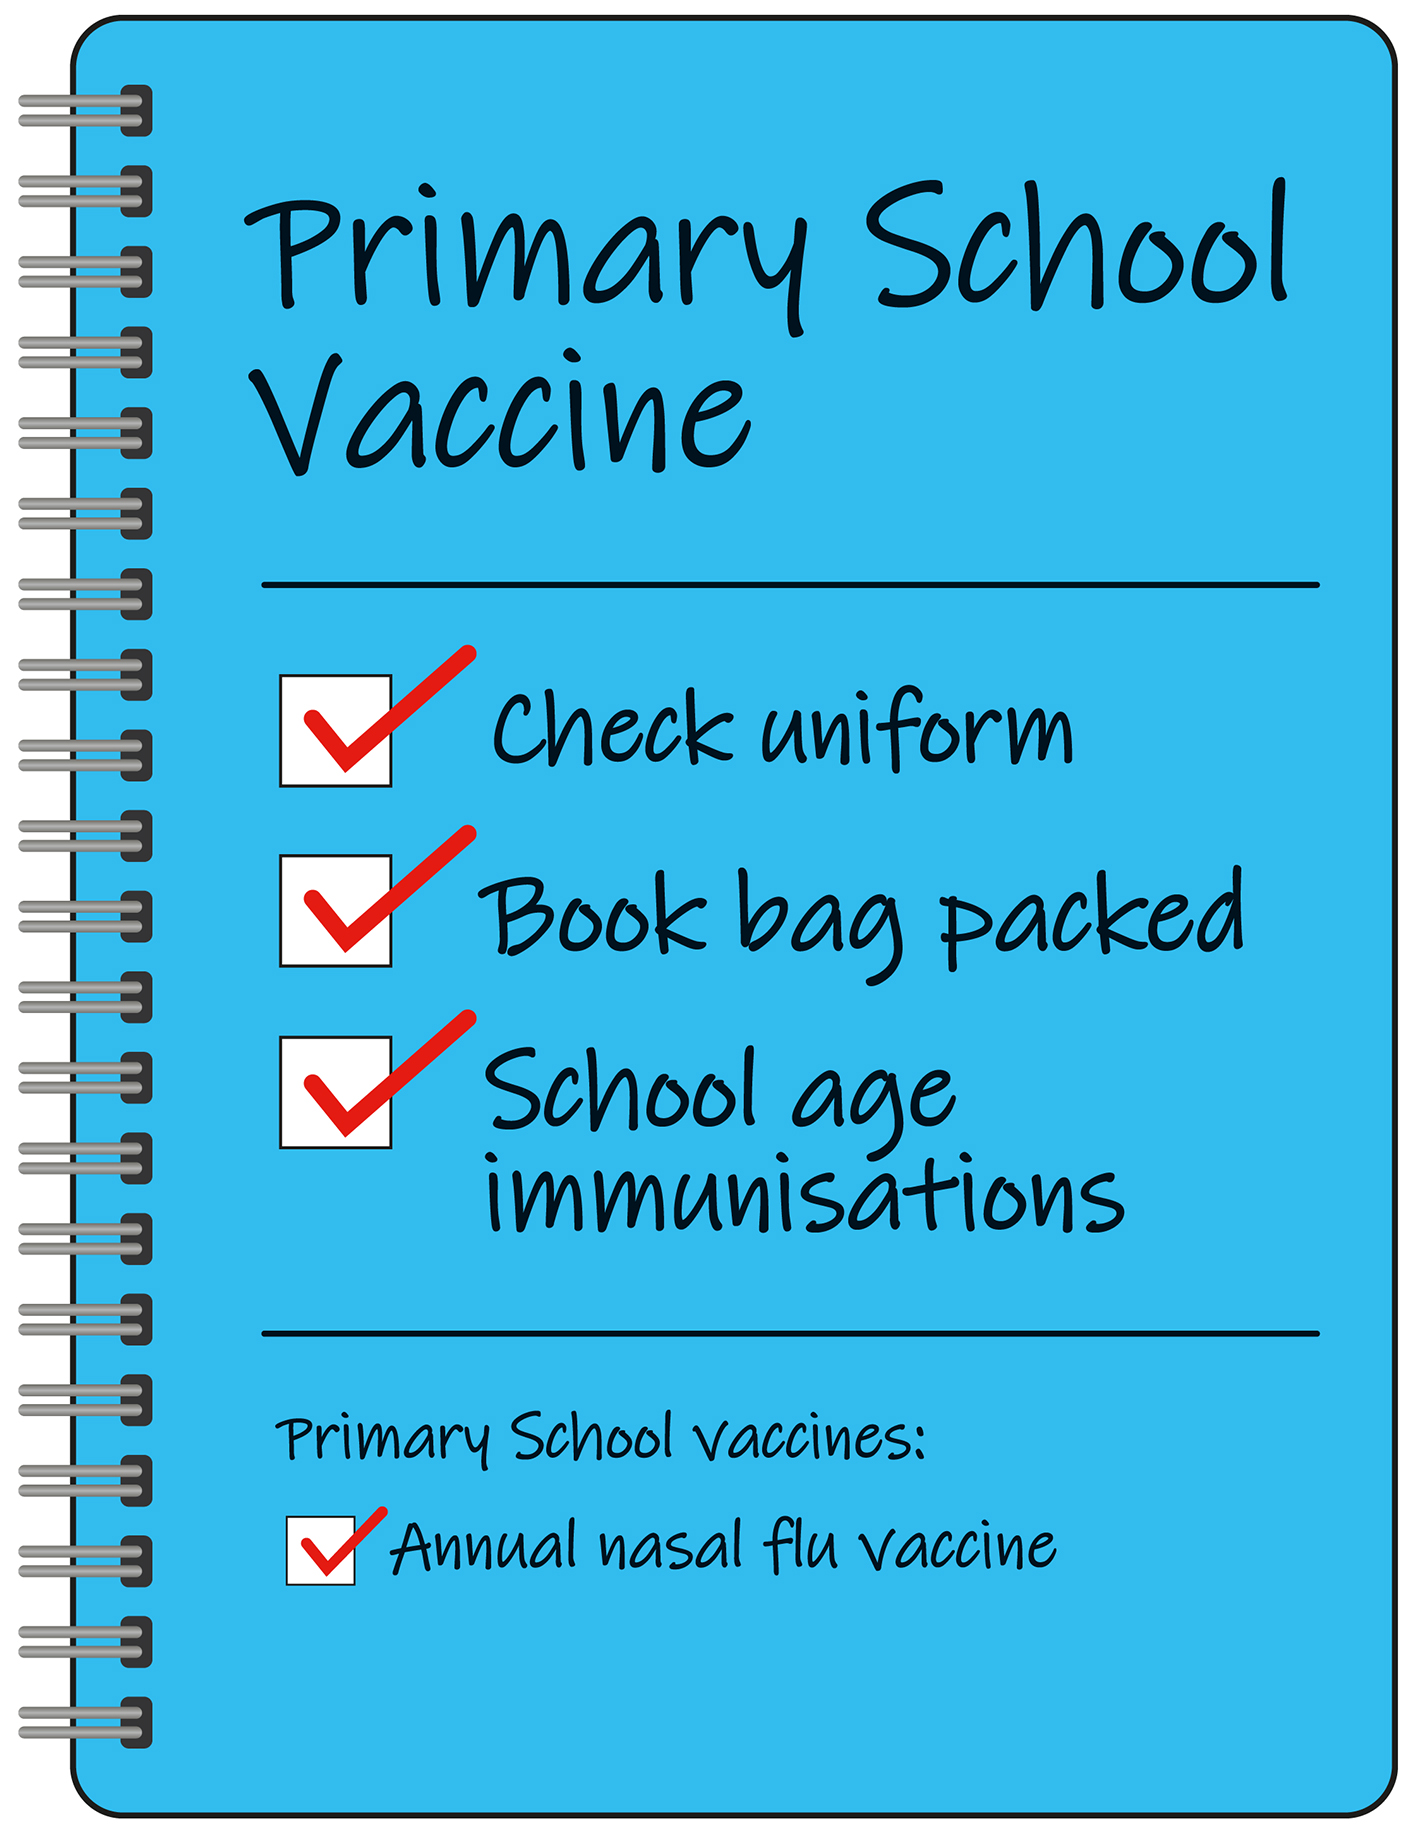 Primary School
Vaccine
Check uniform
Book bag packed
School age
immunisations
Primary School vaccines:
Annual nasal flu vaccine